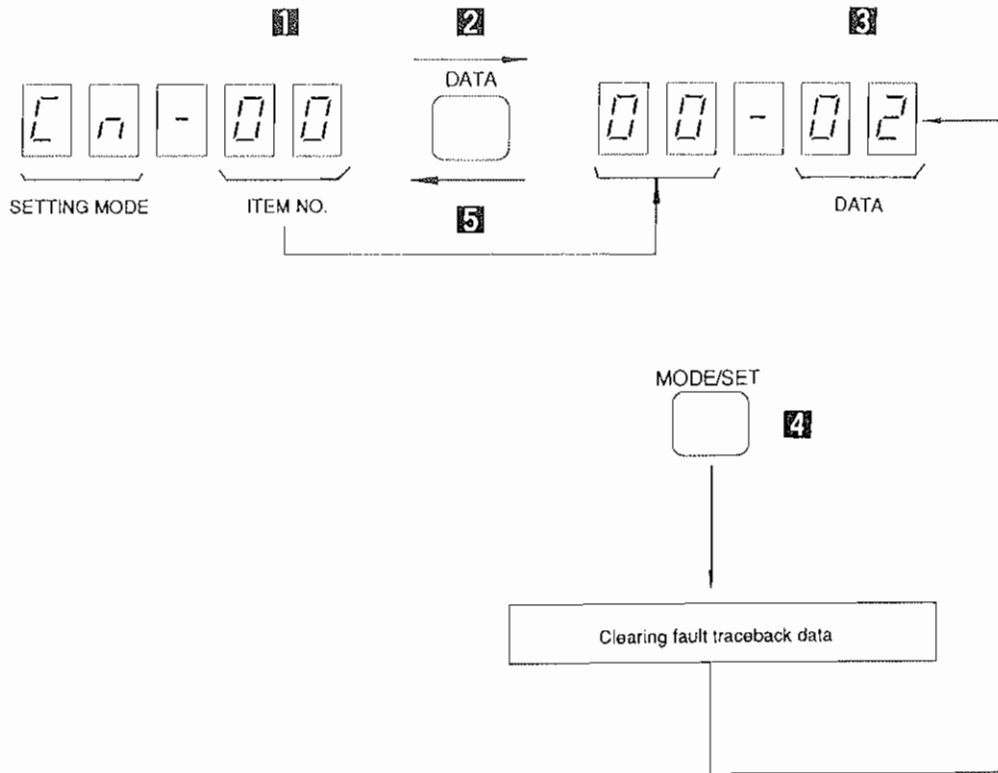 1 2 3
DATA
Cn-00 00-02
SETTING MODE ITEM NO. DATA
5
MODE/SET
4
Clearing fault traceback data